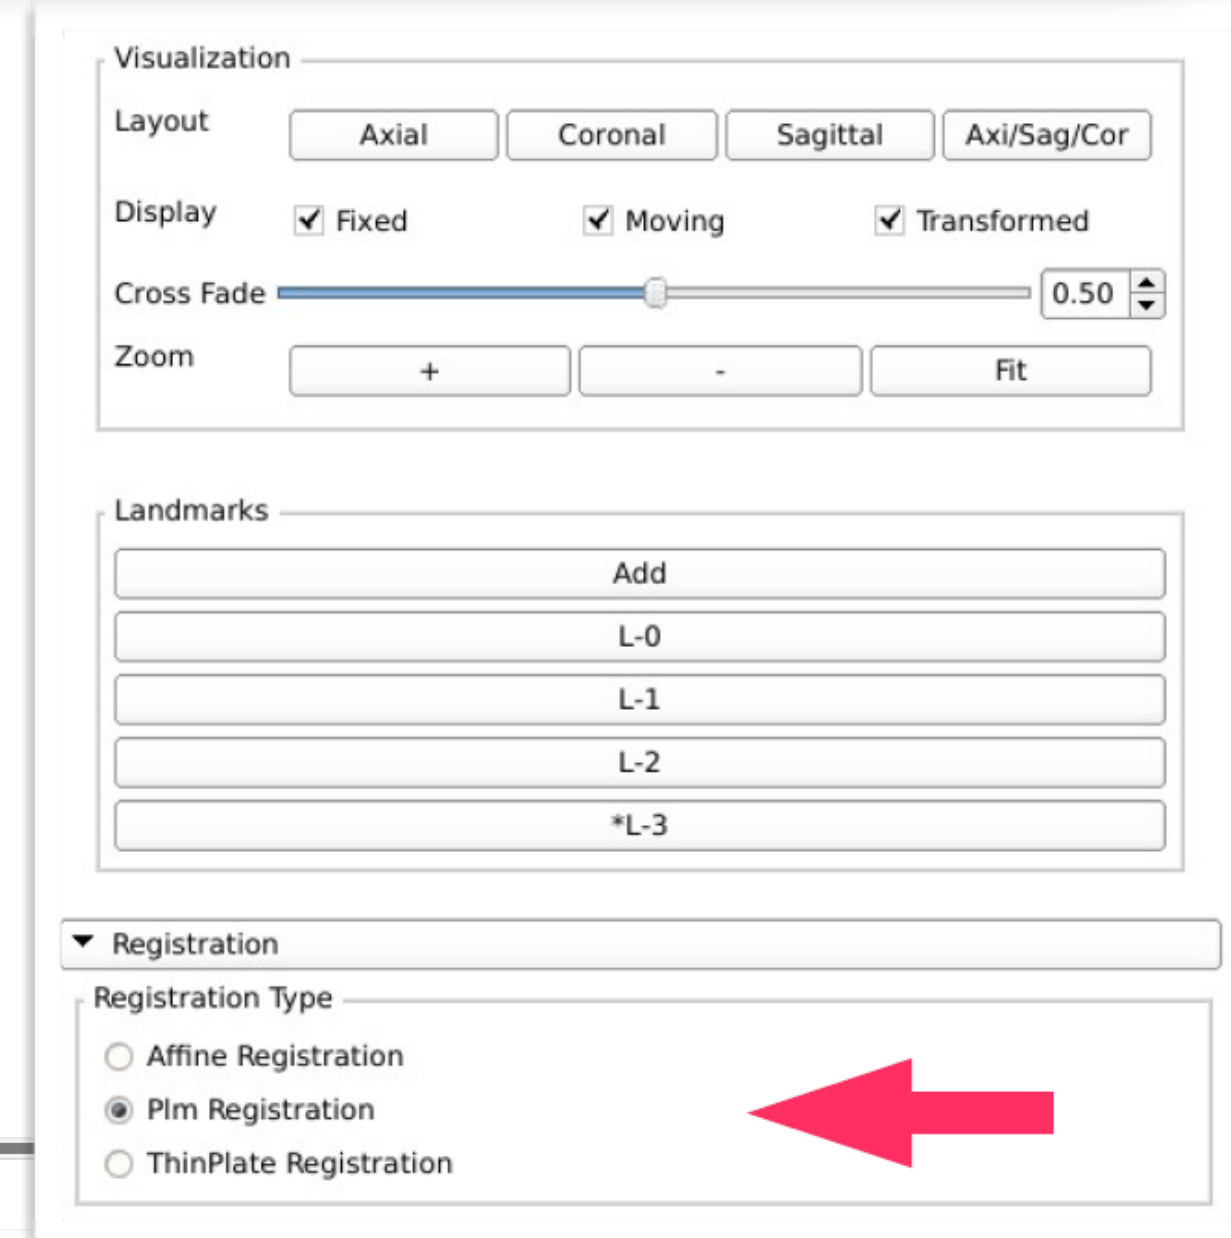 Visualization
Layout Axial Coronal Sagittal Axi/Sag/Cor
Display Fixed Moving Transformed
Cross Fade 0.50
Zoom + - Fit
Landmarks
Add
L-0
L-1
L-2
*L-3
Registration
Registration Type
Affine Registration
Plm Registration
ThinPlate Registration